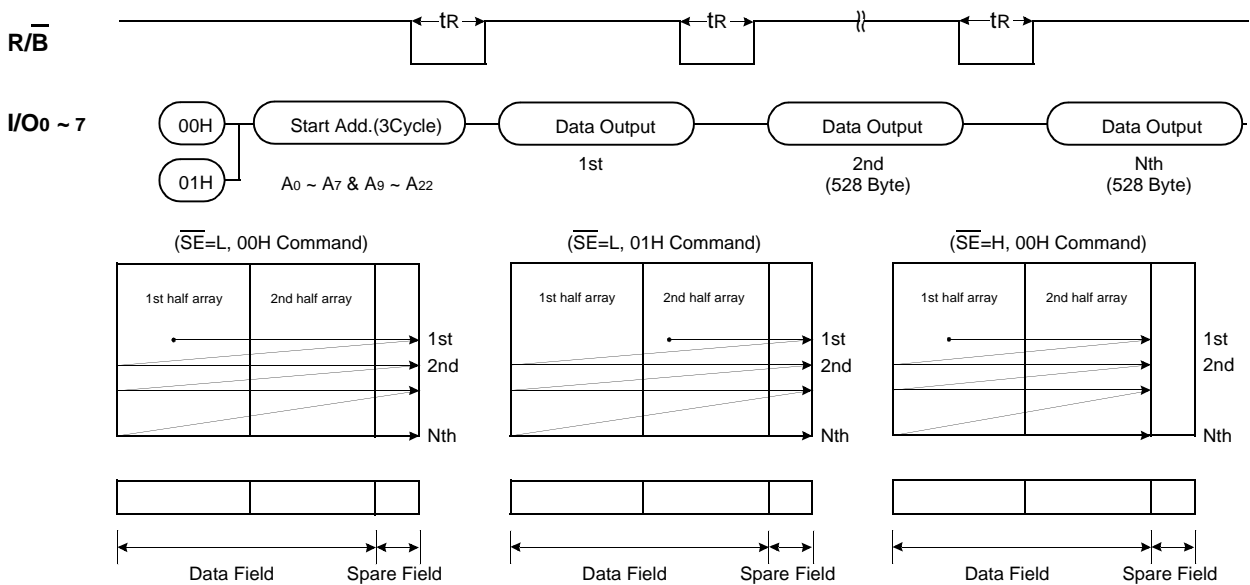 tR tR tR
R/B
I/O0 ~ 7 00H Start Add.(3Cycle) Data Output Data Output Data Output
01H A0 ~ A7 & A9 ~ A22 1st 2nd Nth
(528 Byte) (528 Byte)
(SE=L, 00H Command) (SE=L, 01H Command) (SE=H, 00H Command)
1st half array 2nd half array 1st half array 2nd half array 1st half array 2nd half array
1st 1st 1st
2nd 2nd 2nd
Nth Nth Nth
Data Field Spare Field Data Field Spare Field Data Field Spare Field